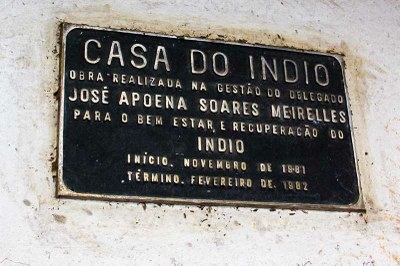 CASA DO INDIO
OBRA REALIZADA NA GESTÃO DO DELEGADO
JOSÉ APOENA SOARES MEIRELLES
PARA O BEM ESTAR E RECUPERAÇÃO DO
INDIO
INÍCIO, NOVEMBRO DE 1981
TÉRMINO, FEVEREIRO DE 1982